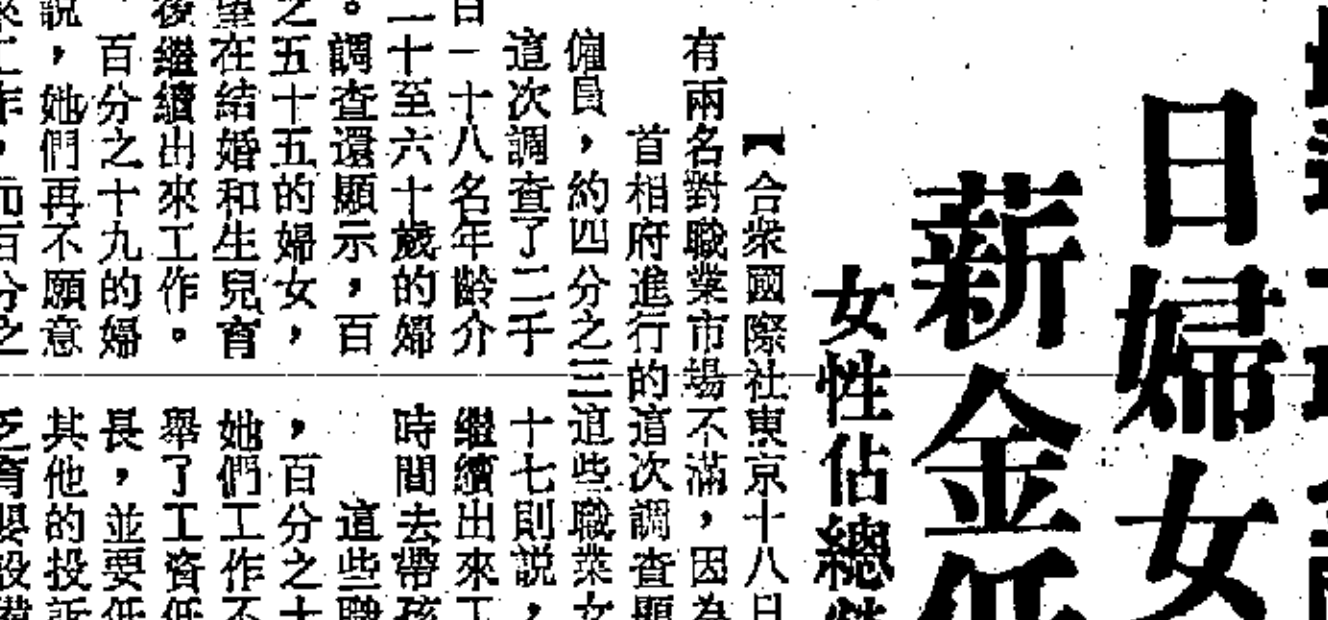 日婦女
薪金低
女性佔總
【合衆國際社東京十八日
有兩名對職業市場不滿，因為
首相府進行的這次調查顯
僱員，約四分之三這些職業女
這次調查了二千
一十八名年齡介
二十至六十歲的婦
。調查還顯示，百
之五十五的婦女，
望在結婚和生兒育
後繼續出來工作。
百分之十九的婦
説，她們再不願意
工作，而百分之
十七則説，
繼續出來工
時間去帶孩
這些職
，百分之十
她們工作不
舉了工資低
長，並要低
其他的投訴
乏育嬰設備